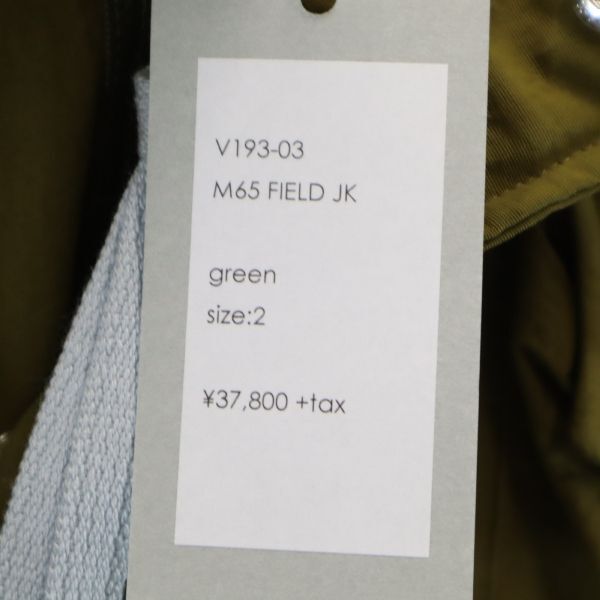 V193-03
M65 FIELD JK
green
size:2
¥37,800 +tax